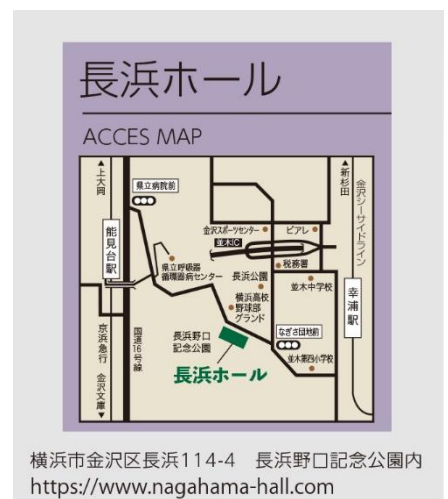 長浜ホール
ACCES MAP
▲上大岡
県立病院前
▲新杉田
金沢シーサイドライン
能見台駅
金沢スポーツセンター
ピアレ
並木IC
税務署
県立呼吸器
循環器病センター
長浜公園
並木中学校
幸浦駅
横浜高校
野球部
グランド
なぎさ団地前
長浜野口
記念公園
京浜急行
国道16号線
並木第四小学校
長浜ホール
金沢文庫▼
横浜市金沢区長浜114-4 長浜野口記念公園内
https://www.nagahama-hall.com